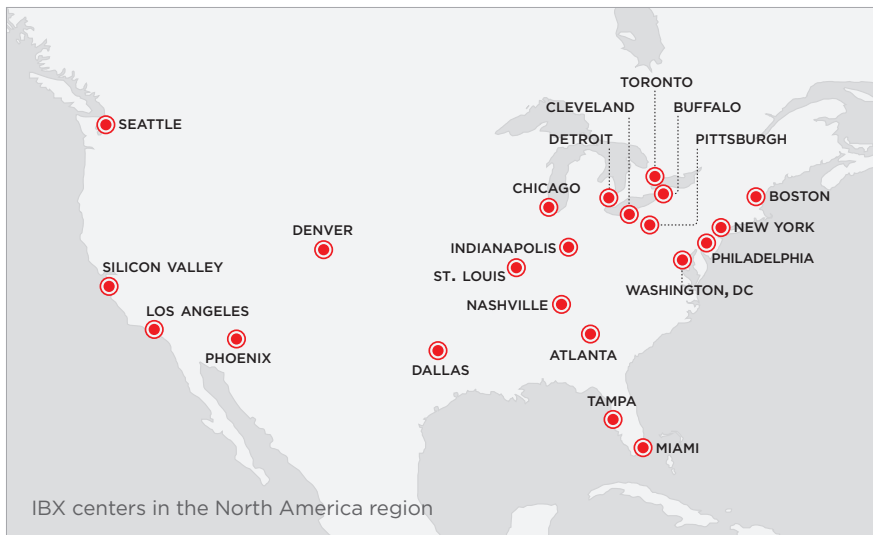 TORONTO
CLEVELAND
BUFFALO
DETROIT
PITTSBURGH
SEATTLE
CHICAGO
BOSTON
DENVER
NEW YORK
INDIANAPOLIS
PHILADELPHIA
SILICON VALLEY
ST. LOUIS
WASHINGTON, DC
LOS ANGELES
NASHVILLE
PHOENIX
ATLANTA
DALLAS
TAMPA
MIAMI
IBX centers in the North America region